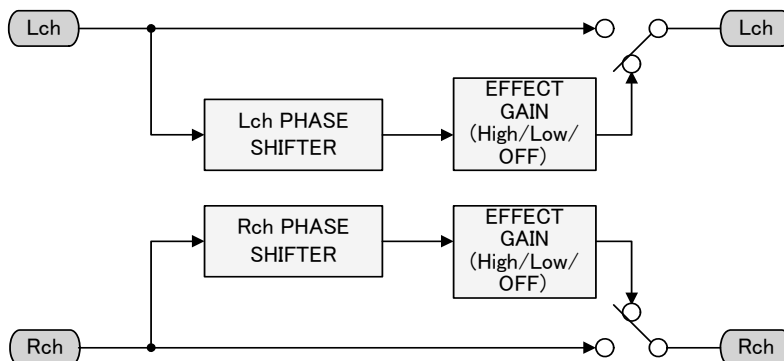 Lch
Lch
Lch PHASE
SHIFTER
EFFECT
GAIN
(High/Low/
OFF)
Rch PHASE
SHIFTER
EFFECT
GAIN
(High/Low/
OFF)
Rch
Rch